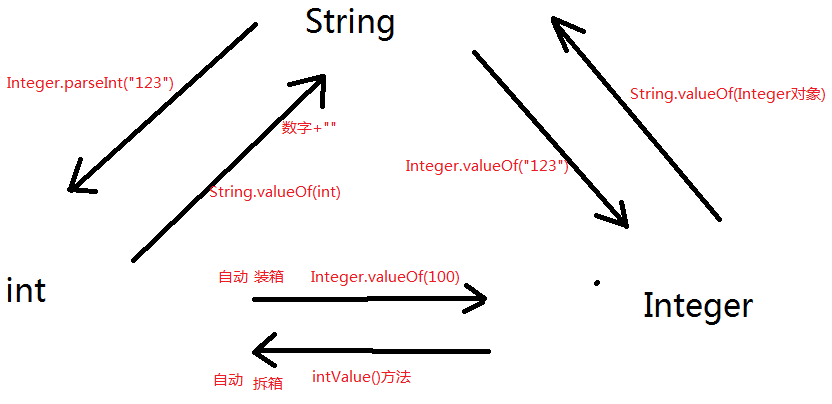 String
Integer.parseInt("123")
String.valueOf(Integer对象)
数字+""
Integer.valueOf("123")
String.valueOf(int)
自动 装箱 Integer.valueOf(100)
int
Integer
自动 拆箱 intValue()方法